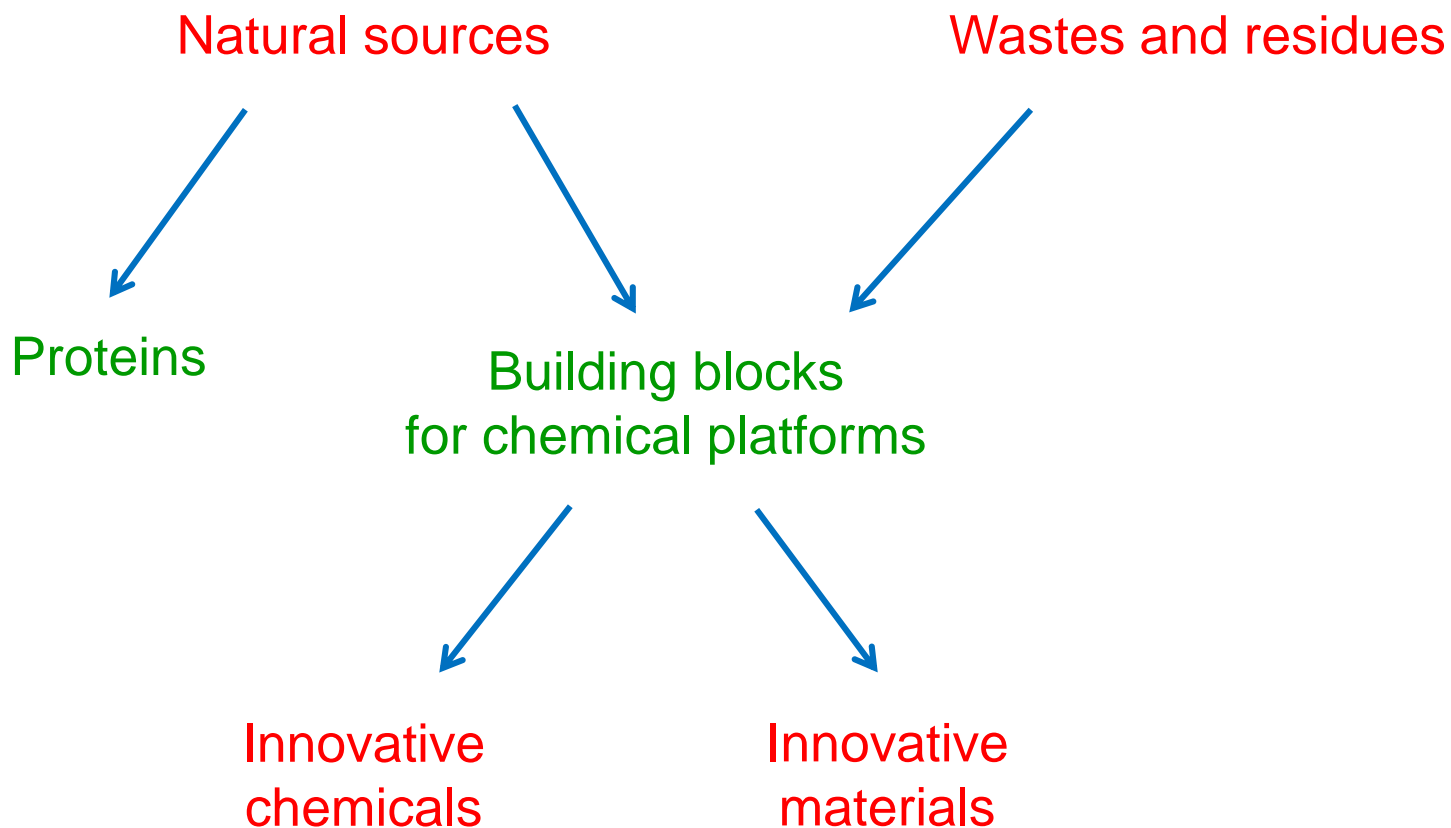 Natural sources
Wastes and residues
Proteins
Building blocks
for chemical platforms
Innovative
chemicals
Innovative
materials